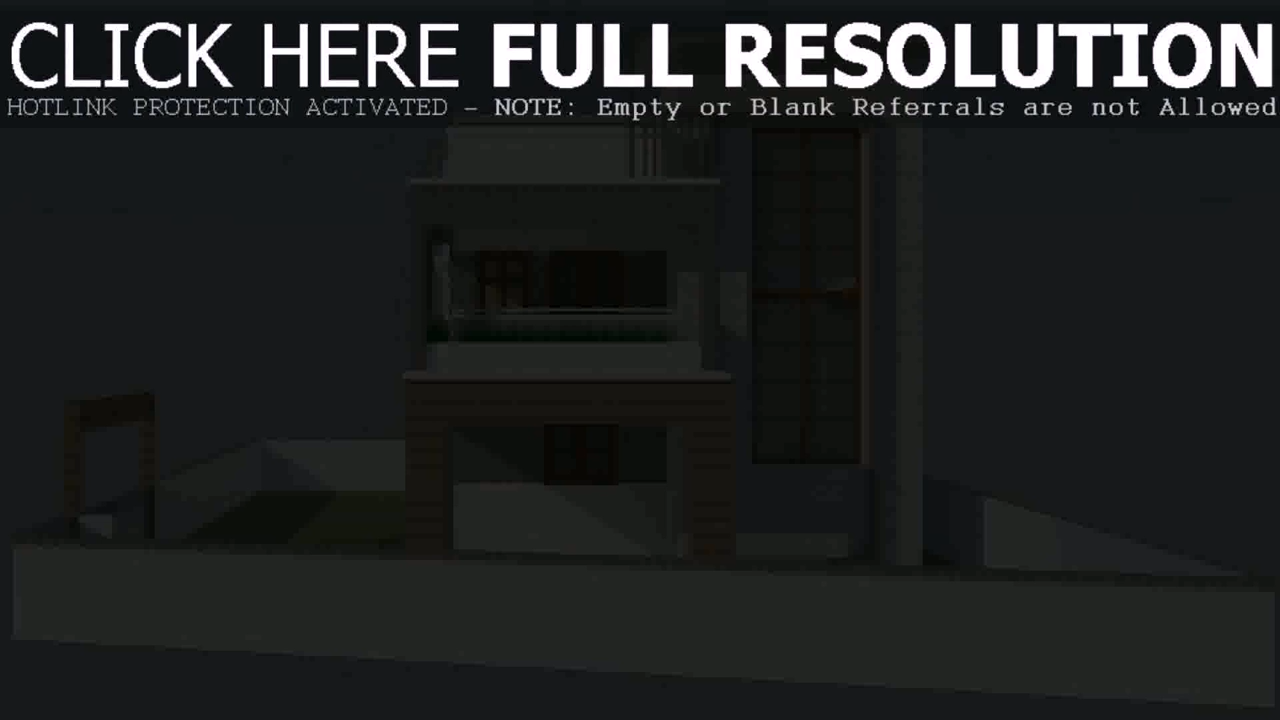 CLICK HERE FULL RESOLUTION
HOTLINK PROTECTION ACTIVATED - NOTE: Empty or Blank Referrals are not Allowed